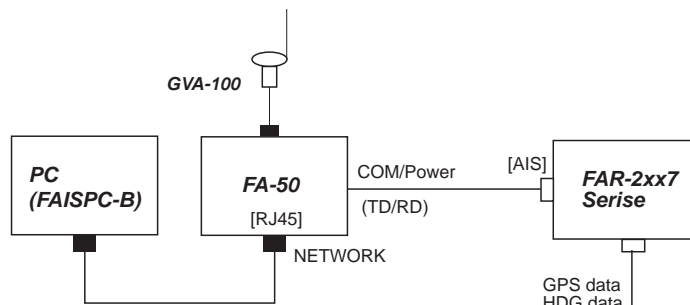 GVA-100
PC
(FAISPC-B)
FA-50
[RJ45]
COM/Power
(TD/RD)
[AIS]
FAR-2xx7
Serise
NETWORK
GPS data
HDG data